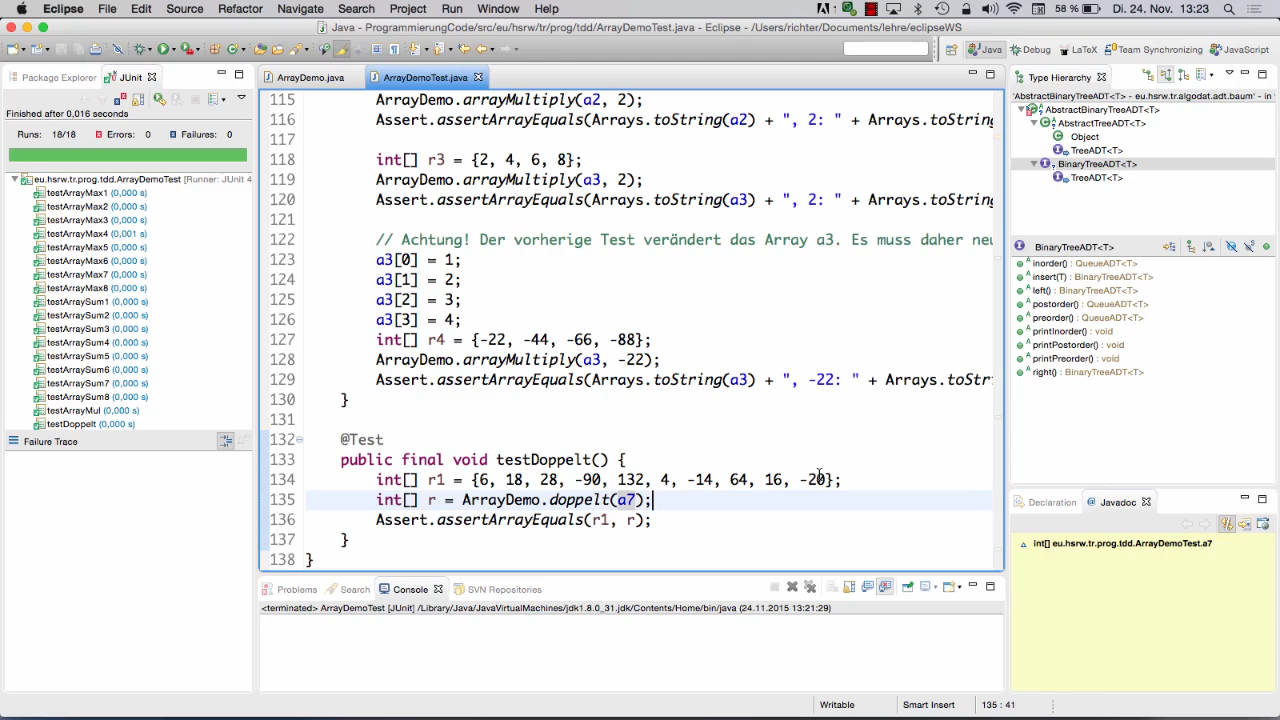 Eclipse File Edit Source Refactor Navigate Search Project Run Window Help 58 % Di. 24. Nov. 13:23
Java - ProgrammierungCode/src/eu/hsrw/tr/prog/tdd/ArrayDemoTest.java - Eclipse - /Users/richter/Documents/lehre/eclipseWS
Java Debug LaTeX Team Synchronizing JavaScript
Package Explorer JUnit
Finished after 0,016 seconds
Runs: 18/18 Errors: 0 Failures: 0
eu.hsrw.tr.prog.tdd.ArrayDemoTest [Runner: JUnit 4
testArrayMax1 (0,000 s)
testArrayMax2 (0,000 s)
testArrayMax3 (0,000 s)
testArrayMax4 (0,001 s)
testArrayMax5 (0,000 s)
testArrayMax6 (0,000 s)
testArrayMax7 (0,000 s)
testArrayMax8 (0,000 s)
testArraySum1 (0,000 s)
testArraySum2 (0,000 s)
testArraySum3 (0,000 s)
testArraySum4 (0,000 s)
testArraySum5 (0,000 s)
testArraySum6 (0,000 s)
testArraySum7 (0,000 s)
testArraySum8 (0,000 s)
testArrayMul (0,000 s)
testDoppelt (0,000 s)
Failure Trace
ArrayDemo.java ArrayDemoTest.java
115 ArrayDemo.arrayMultiply(a2, 2);
116 Assert.assertArrayEquals(Arrays.toString(a2) + ", 2: " + Arrays.
117
118 int[] r3 = {2, 4, 6, 8};
119 ArrayDemo.arrayMultiply(a3, 2);
120 Assert.assertArrayEquals(Arrays.toString(a3) + ", 2: " + Arrays.
121
122 // Achtung! Der vorherige Test verändert das Array a3. Es muss daher neu
123 a3[0] = 1;
124 a3[1] = 2;
125 a3[2] = 3;
126 a3[3] = 4;
127 int[] r4 = {-22, -44, -66, -88};
128 ArrayDemo.arrayMultiply(a3, -22);
129 Assert.assertArrayEquals(Arrays.toString(a3) + ", -22: " + Arrays.toStr
130 }
131
132 @Test
133 public final void testDoppelt() {
134 int[] r1 = {6, 18, 28, -90, 132, 4, -14, 64, 16, -20};
135 int[] r = ArrayDemo.doppelt(a7);
136 Assert.assertArrayEquals(r1, r);
137 }
138 }
Problems Search Console SVN Repositories
<terminated> ArrayDemoTest [JUnit] /Library/Java/JavaVirtualMachines/jdk1.8.0_31.jdk/Contents/Home/bin/java (24.11.2015 13:21:29)
Type Hierarchy
'AbstractBinaryTreeADT<T>' - eu.hsrw.tr.algodat.adt.baum' - in
AbstractBinaryTreeADT<T>
AbstractTreeADT<T>
Object
TreeADT<T>
BinaryTreeADT<T>
TreeADT<T>
BinaryTreeADT<T>
inorder() : QueueADT<T>
insert(T) : BinaryTreeADT<T>
left() : BinaryTreeADT<T>
postorder() : QueueADT<T>
preorder() : QueueADT<T>
printInorder() : void
printPostorder() : void
printPreorder() : void
right() : BinaryTreeADT<T>
Declaration Javadoc
int[] eu.hsrw.tr.prog.tdd.ArrayDemoTest.a7
Writable Smart Insert 135 : 41